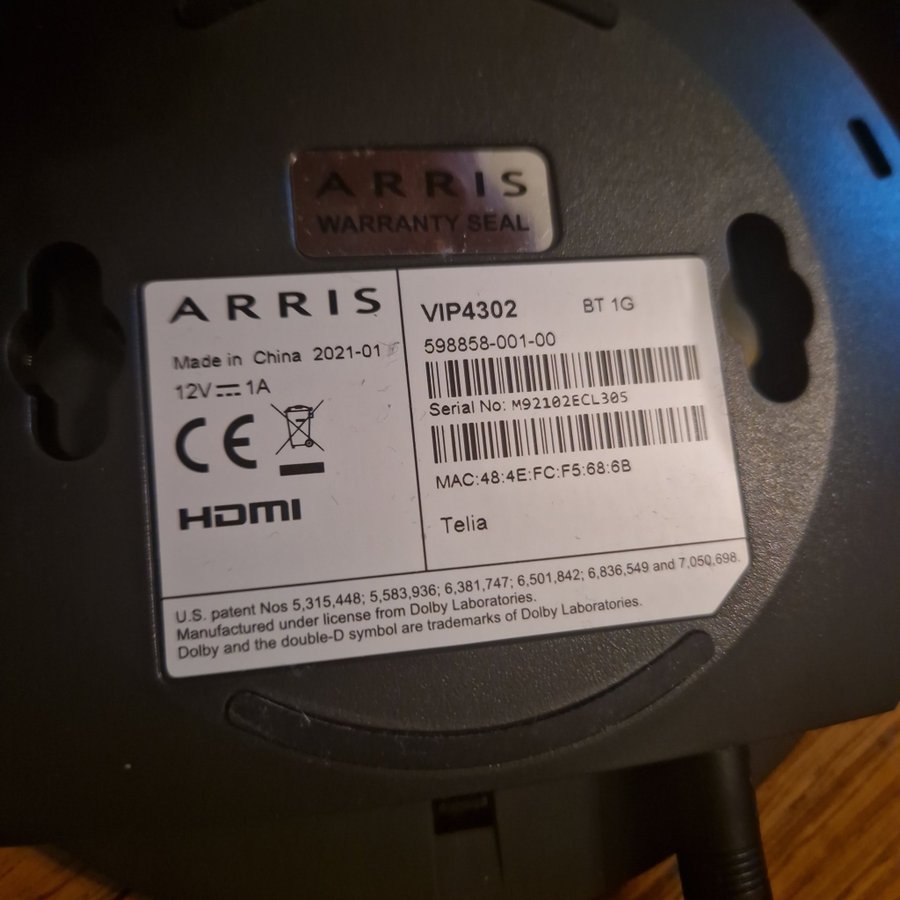 ARRIS
WARRANTY SEAL
ARRIS
Made in China 2021-01
12V 1A
CE
HDMI
VIP4302 BT 1G
598858-001-00
Serial No: M92102ECL305
MAC:48:4E:FC:F5:68:6B
Telia
U.S. patent Nos 5,315,448; 5,583,936; 6,381,747; 6,501,842; 6,836,549 and 7,050,698.
Manufactured under license from Dolby Laboratories.
Dolby and the double-D symbol are trademarks of Dolby Laboratories.